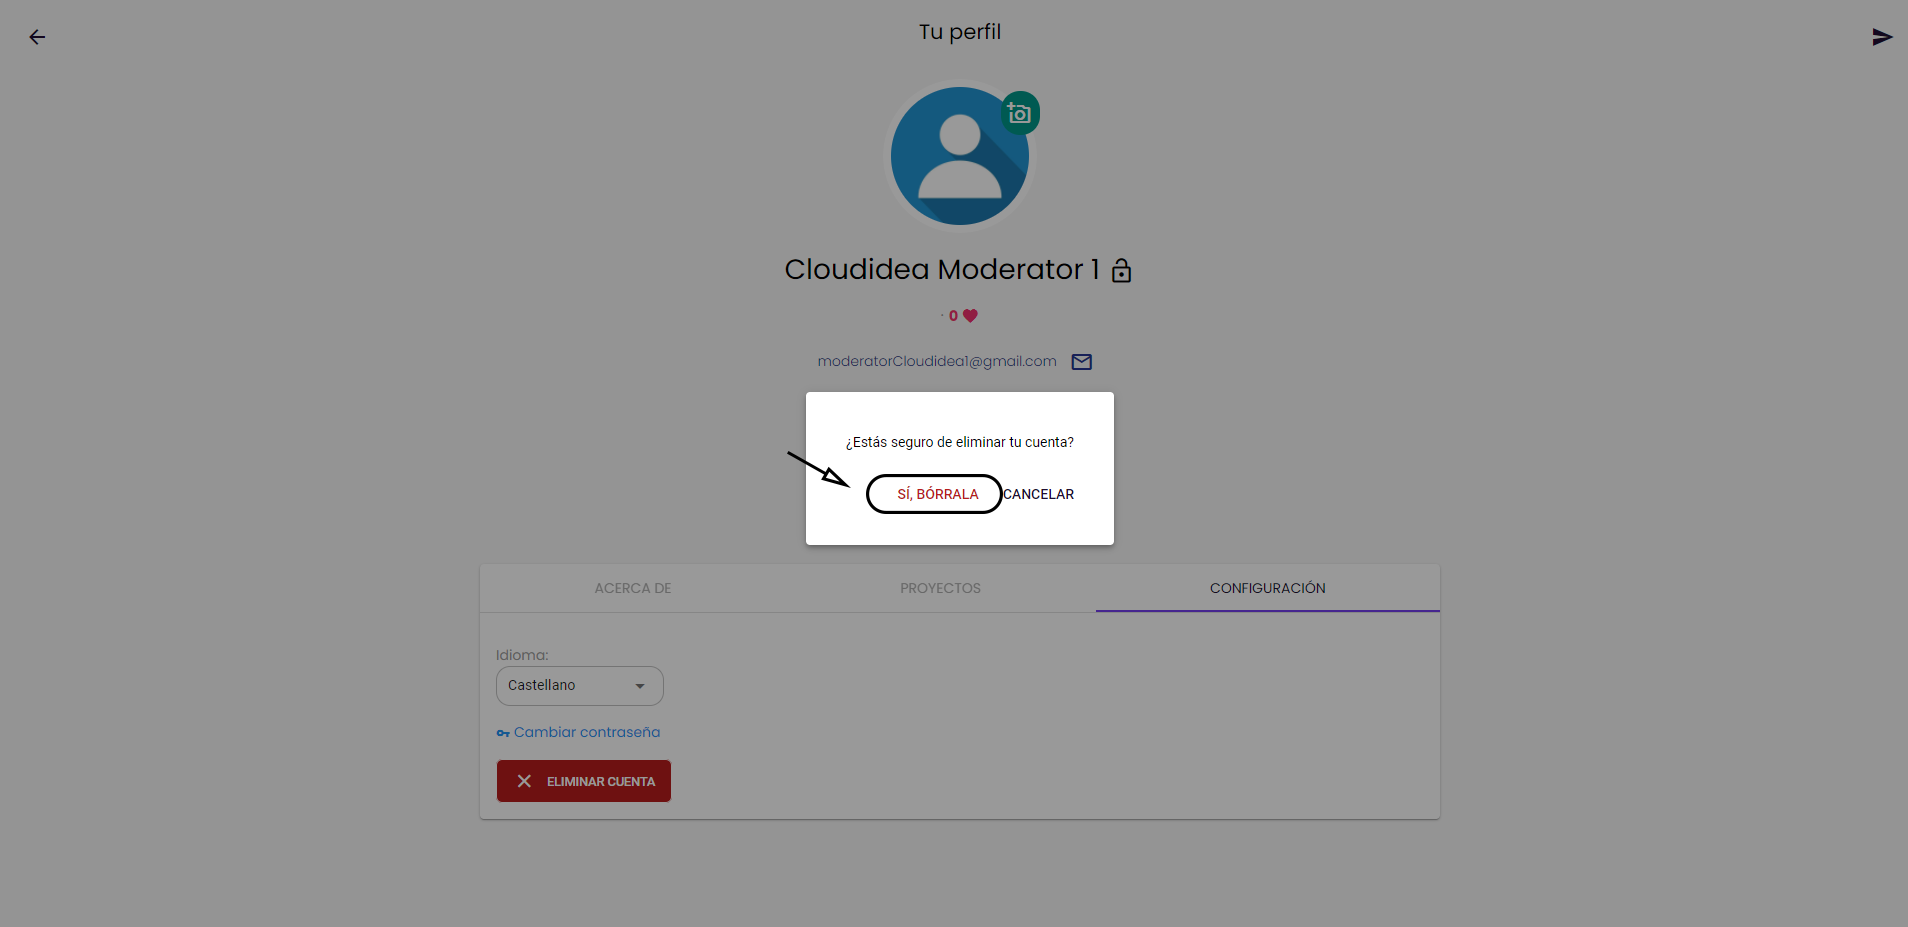 Tu perfil
Cloudidea Moderator 1
· 0
moderatorCloudidea1@gmail.com
¿Estás seguro de eliminar tu cuenta?
SÍ, BÓRRALA CANCELAR
ACERCA DE PROYECTOS CONFIGURACIÓN
Idioma:
Castellano
Cambiar contraseña
ELIMINAR CUENTA